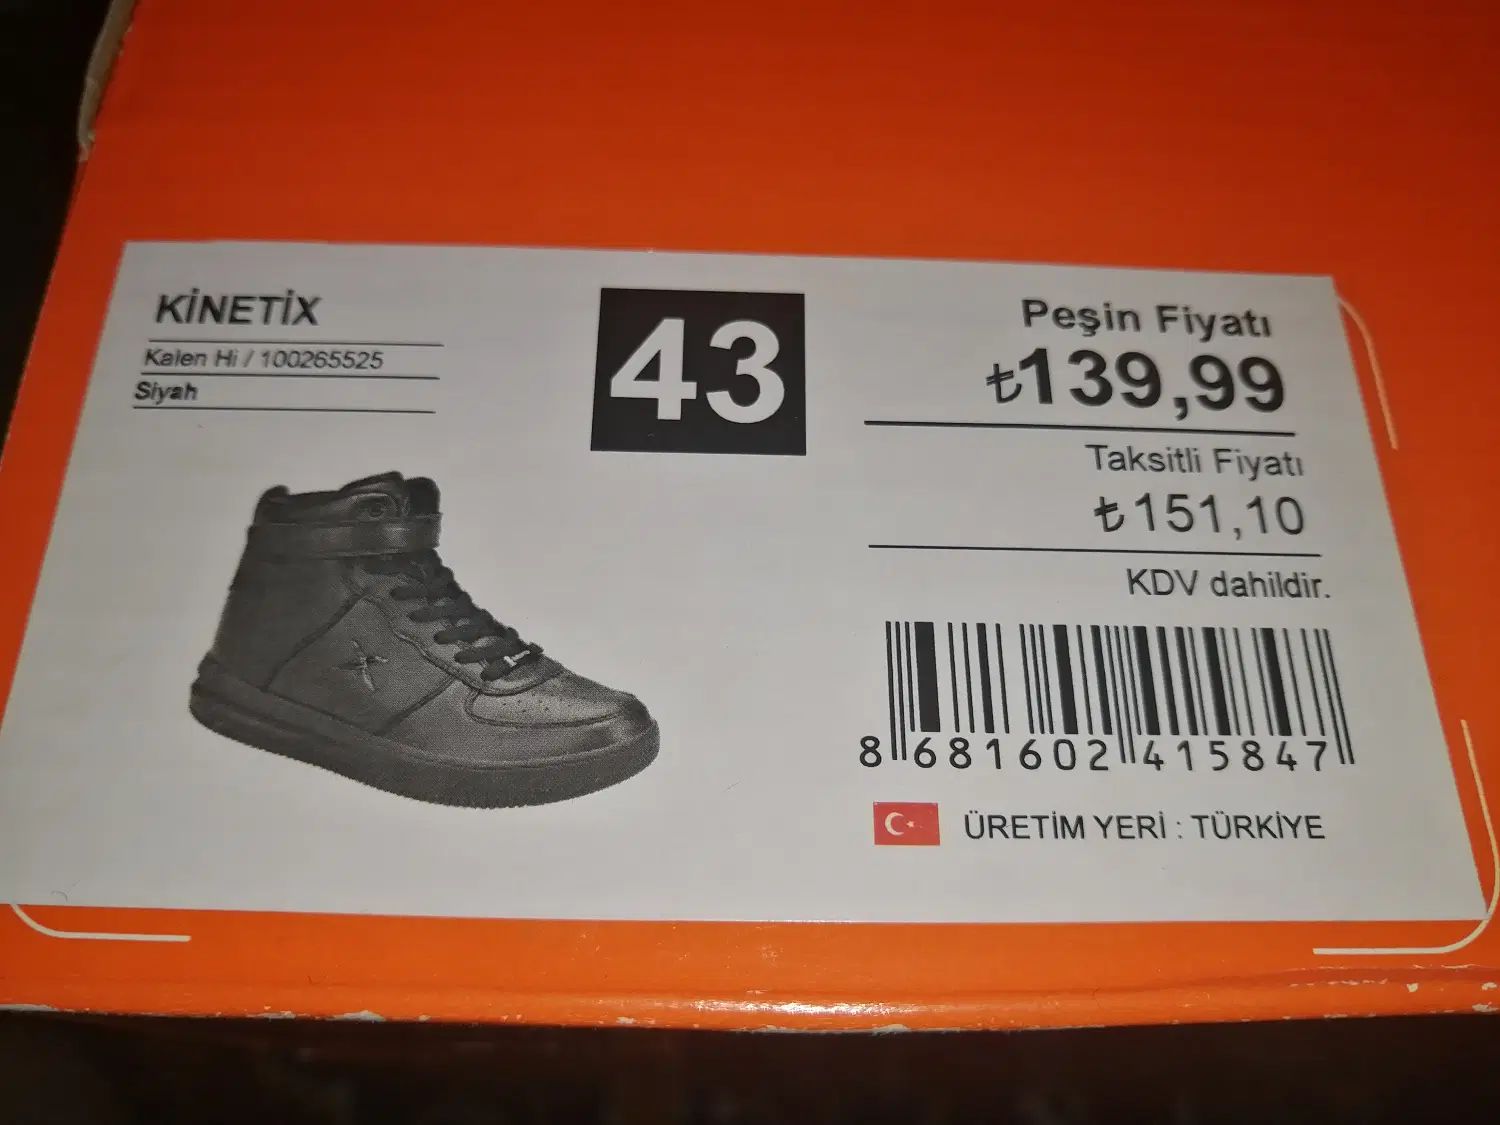 KİNETİX
Kalen Hi / 100265525
Siyah
43
Peşin Fiyatı
₺139,99
Taksitli Fiyatı
₺151,10
KDV dahildir.
8 681602 415847
ÜRETİM YERİ : TÜRKİYE